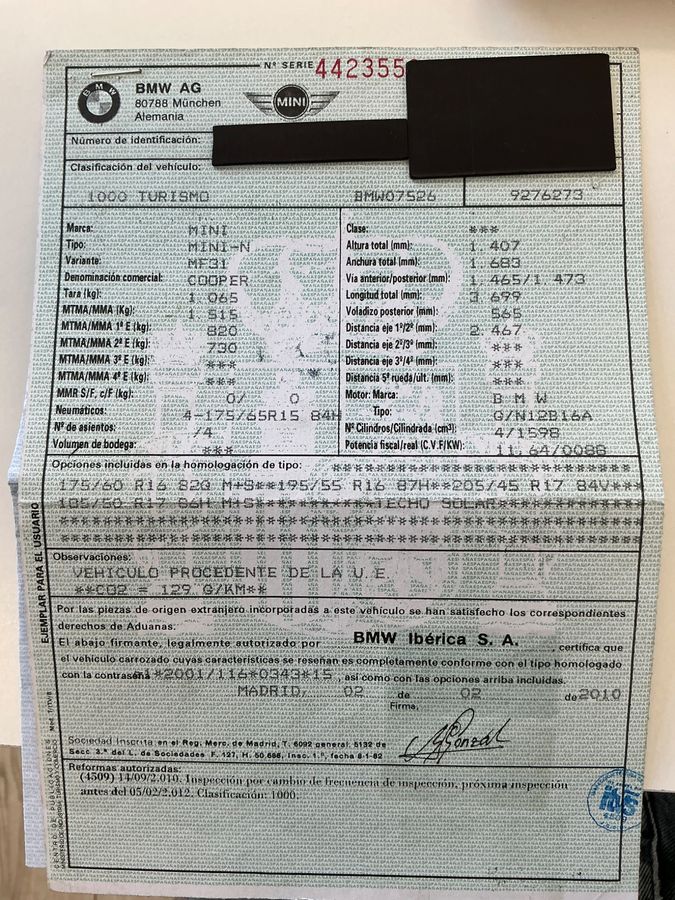 Nº SERIE 442355
BMW
BMW AG
80788 München
Alemania
MINI
Número de identificación:
Clasificación del vehículo:
1000 TURISMO BMW07526 9276273
Marca: MINI
Tipo: MINI-N
Variante: MF31
Denominación comercial: COOPER
Tara (kg): 1.065
MTMA/MMA (Kg): 1.515
MTMA/MMA 1º E (kg): 820
MTMA/MMA 2º E (kg): 730
MTMA/MMA 3º E (kg): ***
MTMA/MMA 4º E (kg): ***
MMR S/F, c/F (kg): 0/ 0
Neumáticos: 4-175/65R15 84H
Nº de asientos: /4
Volumen de bodega: ***
Clase: ***
Altura total (mm): 1.407
Anchura total (mm): 1.683
Vía anterior/posterior (mm): 1.465/1.473
Longitud total (mm): 3.699
Voladizo posterior (mm): 565
Distancia eje 1º/2º (mm): 2.467
Distancia eje 2º/3º (mm): ***
Distancia eje 3º/4º (mm): ***
Distancia 5ª rueda/ult. (mm): ***
Motor: Marca: B M W
Tipo: G/N12B16A
Nº Cilindros/Cilindrada (cm³): 4/1598
Potencia fiscal/real (C.V.F/KW): 11,64/0088
Opciones incluidas en la homologación de tipo:
175/60 R16 82Q M+S**195/55 R16 87H**205/45 R17 84V***
M+S TECHO SOLAR
Observaciones:
VEHICULO PROCEDENTE DE LA U.E.
**CO2 = 129 G/KM**
Por las piezas de origen extranjero incorporadas a este vehículo se han satisfecho los correspondientes
derechos de Aduanas:
El abajo firmante, legalmente autorizado por BMW Ibérica S. A. , certifica que
el vehículo carrozado cuyas características se reseñan es completamente conforme con el tipo homologado
con la contraseña *2001/116*0343*15 , así como con las opciones arriba incluidas.
MADRID, 02 de 02 de 2010
Firma,
Sociedad Inscrita en el Reg. Merc. de Madrid, T. 6092 general. 5132 de
Secc 3.ª del L. de Sociedades F. 127, H. 50.666, insc. 1.ª, fecha 8-1-82
Reformas autorizadas:
(4509) 14/09/2.010. Inspección por cambio de frecuencia de inspección, próxima inspección
antes del 05/02/2.012. Clasificación: 1000.
EJEMPLAR PARA EL USUARIO